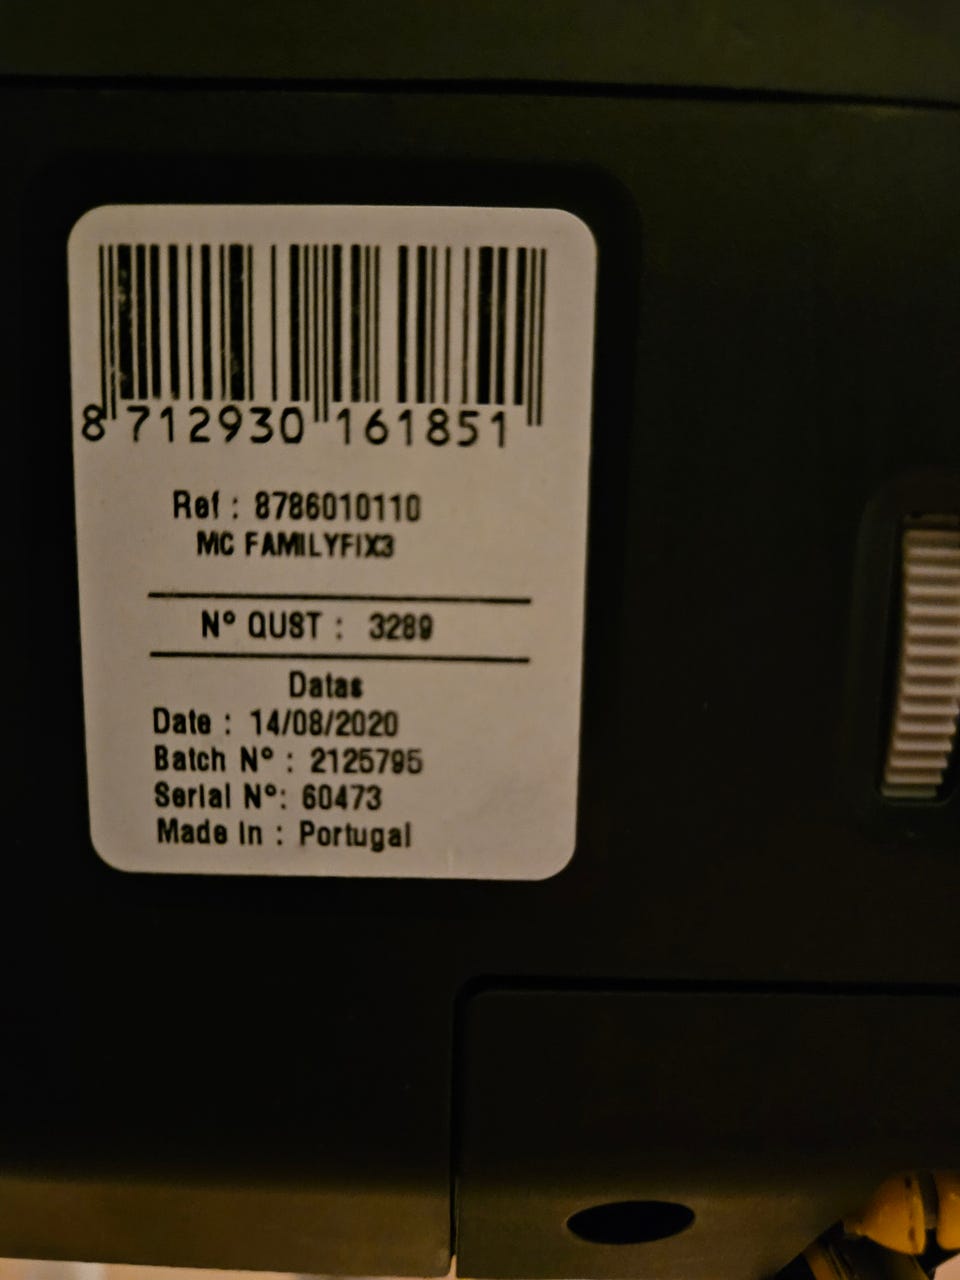 8 712930 161851
Ref : 8786010110
MC FAMILYFIX3
N° QUST : 3289
Datas
Date : 14/08/2020
Batch N° : 2125795
Serial N°: 60473
Made In : Portugal